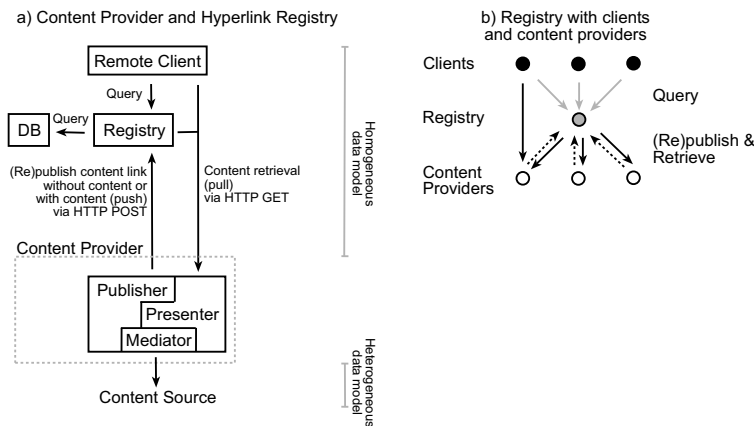 a) Content Provider and Hyperlink Registry
Remote Client
Query
Query
DB
Registry
(Re)publish content link
without content or
with content (push)
via HTTP POST
Content retrieval
(pull)
via HTTP GET
Content Provider
Publisher
Presenter
Mediator
Content Source
Homogeneous
data model
Heterogeneous
data model
b) Registry with clients
and content providers
Clients
Query
Registry
(Re)publish &
Retrieve
Content
Providers